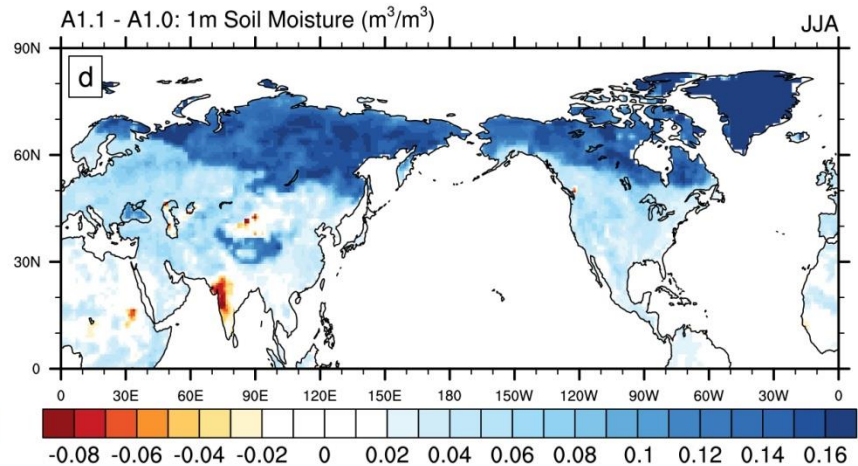 A1.1 - A1.0: 1m Soil Moisture (m³/m³) JJA
90N
d
60N
30N
0
0 30E 60E 90E 120E 150E 180 150W 120W 90W 60W 30W 0
-0.08 -0.06 -0.04 -0.02 0 0.02 0.04 0.06 0.08 0.1 0.12 0.14 0.16